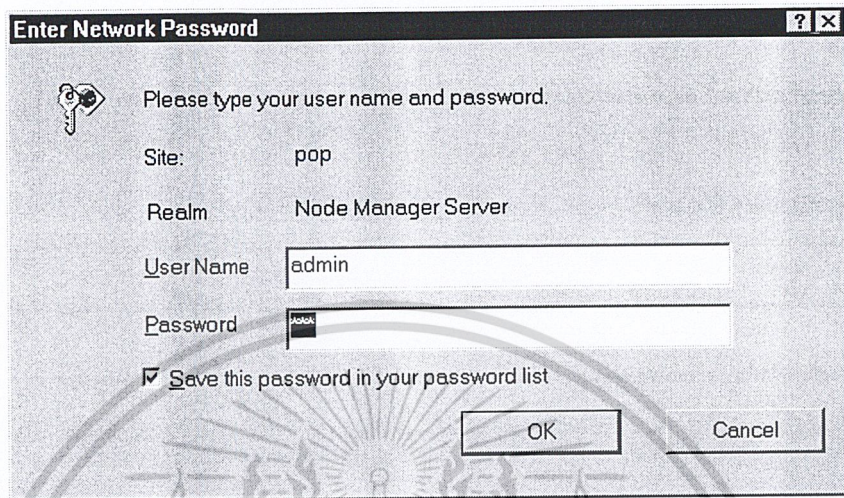 Enter Network Password
Please type your user name and password.
Site: pop
Realm Node Manager Server
User Name admin
Password ****
Save this password in your password list
OK Cancel